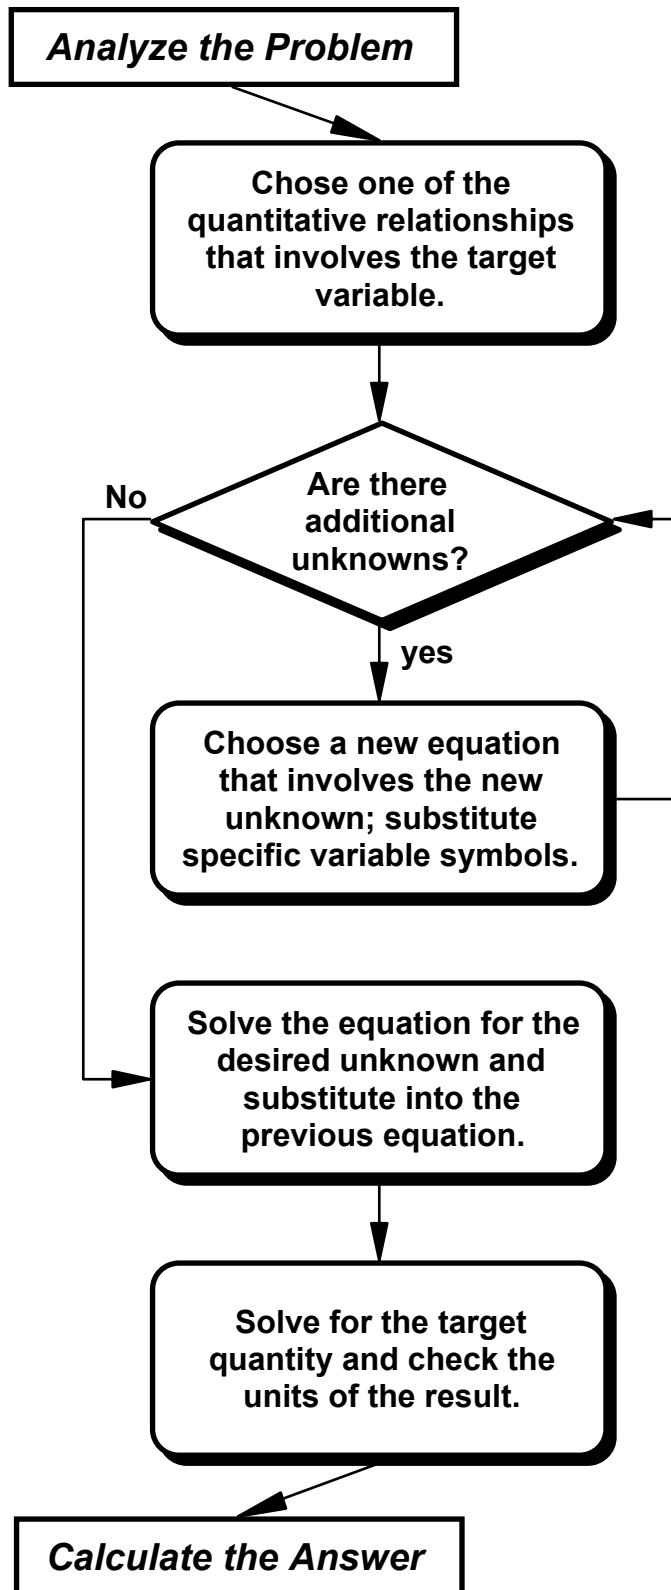 Analyze the Problem
Chose one of the
quantitative relationships
that involves the target
variable.
No
Are there
additional
unknowns?
yes
Choose a new equation
that involves the new
unknown; substitute
specific variable symbols.
Solve the equation for the
desired unknown and
substitute into the
previous equation.
Solve for the target
quantity and check the
units of the result.
Calculate the Answer